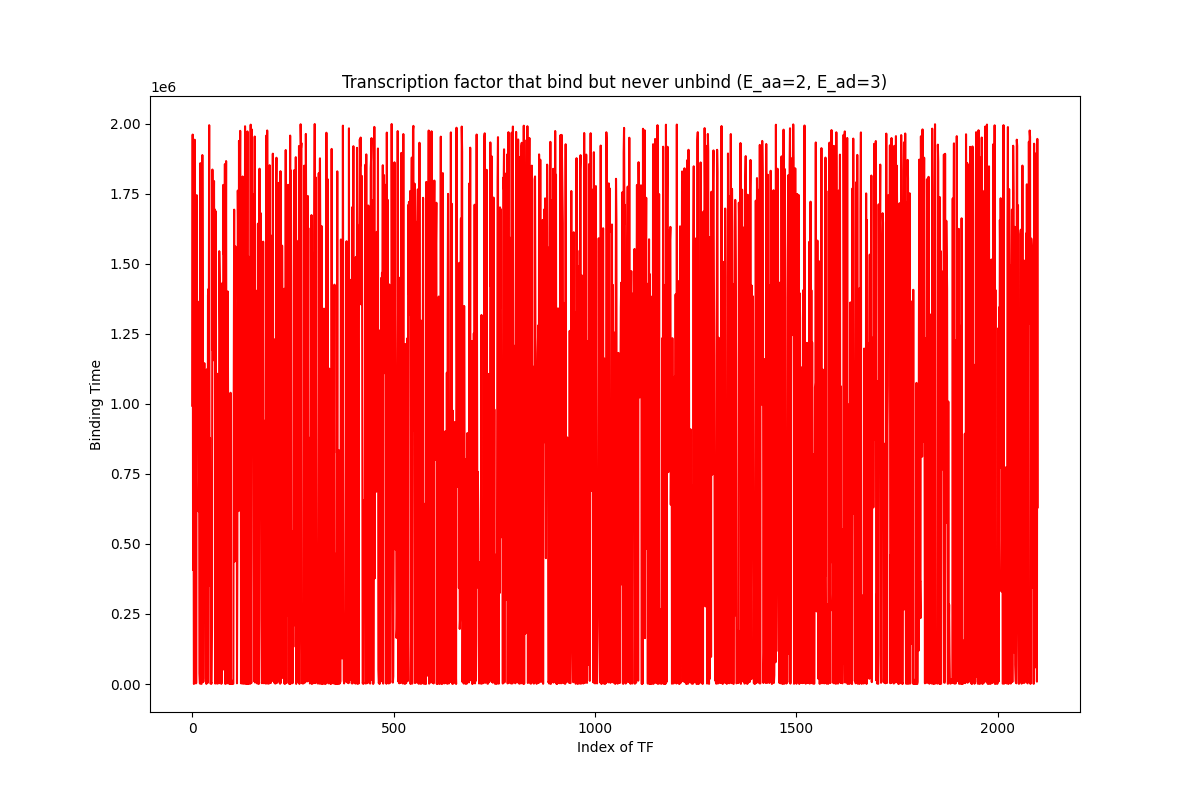 Transcription factor that bind but never unbind (E_aa=2, E_ad=3)
1e6
2.00
1.75
1.50
1.25
1.00
0.75
0.50
0.25
0.00
Binding Time
0 500 1000 1500 2000
Index of TF